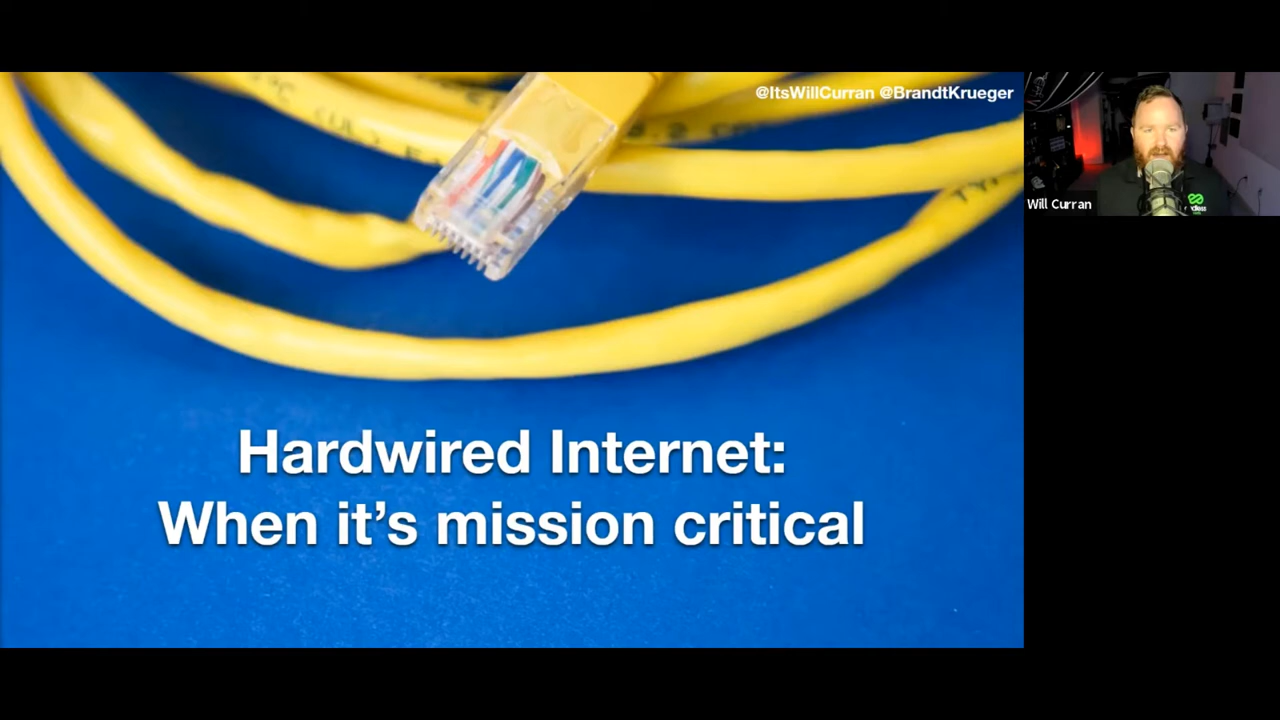 @ItsWillCurran @BrandtKrueger
Will Curran
Hardwired Internet:
When it's mission critical